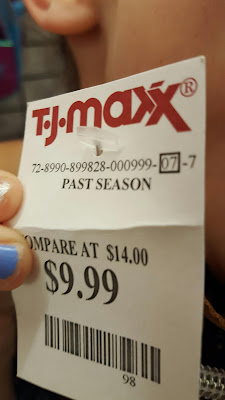 T·J·maxx®
72-8990-899828-000999-07-7
PAST SEASON
OMPARE AT $14.00
$9.99
98